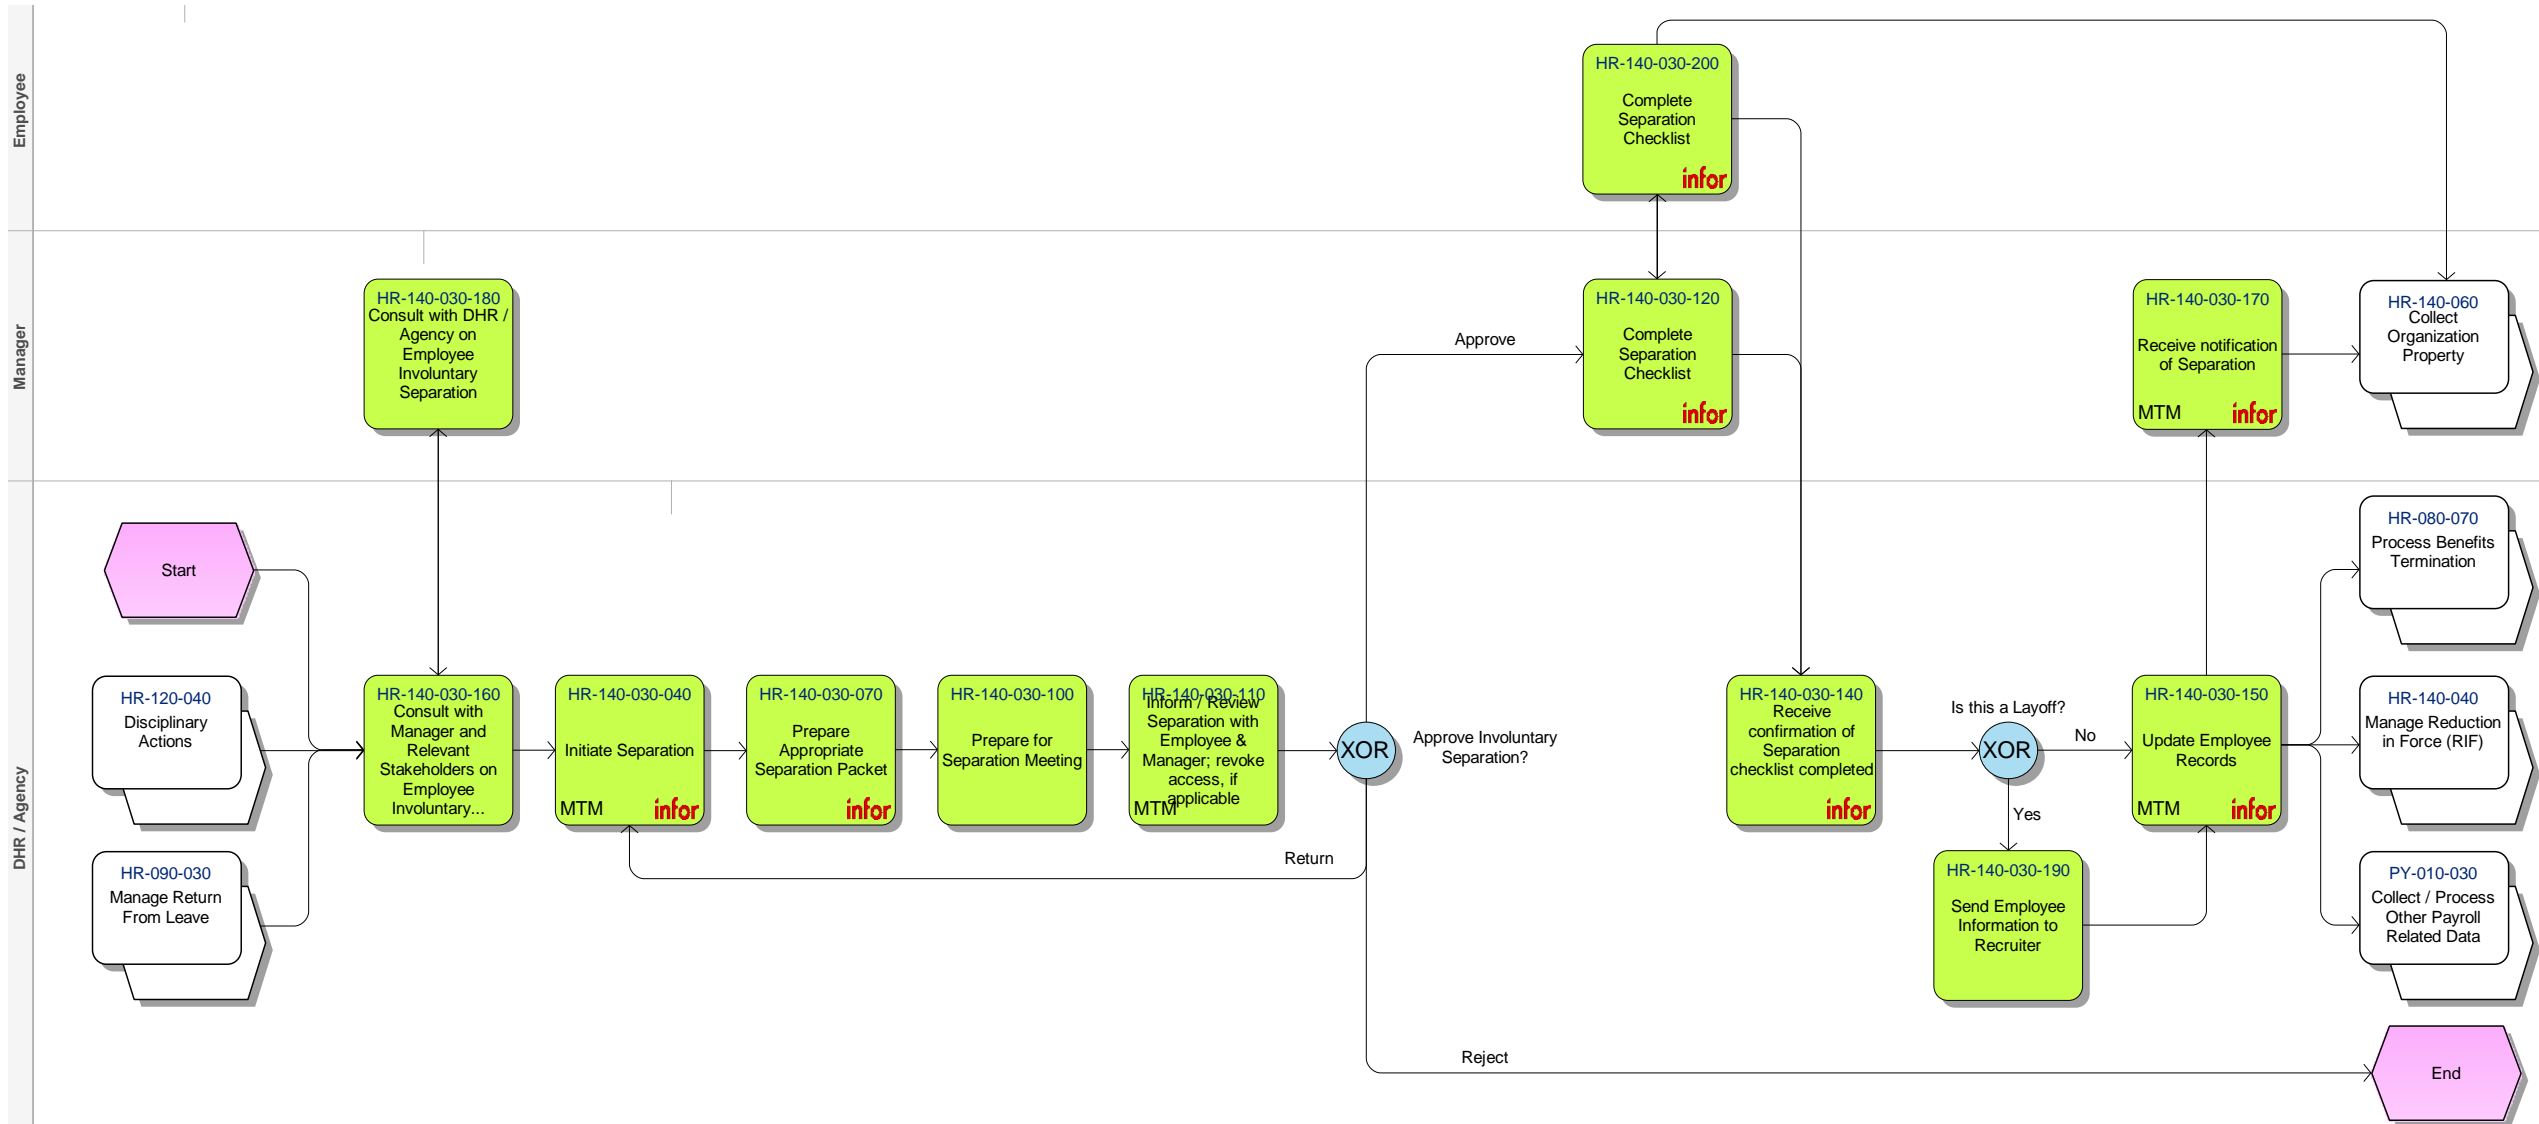 Employee
HR-140-030-200
Complete
Separation
Checklist
infor
Manager
HR-140-030-180
Consult with DHR /
Agency on
Employee
Involuntary
Separation
Approve
HR-140-030-120
Complete
Separation
Checklist
infor
HR-140-030-170
Receive notification
of Separation
MTM
infor
HR-140-060
Collect
Organization
Property
DHR / Agency
Start
HR-120-040
Disciplinary
Actions
HR-090-030
Manage Return
From Leave
HR-140-030-160
Consult with
Manager and
Relevant
Stakeholders on
Employee
Involuntary...
HR-140-030-040
Initiate Separation
MTM
infor
HR-140-030-070
Prepare
Appropriate
Separation Packet
infor
HR-140-030-100
Prepare for
Separation Meeting
HR-140-030-110
Inform / Review
Separation with
Employee &
Manager; revoke
access, if
applicable
MTM
XOR
Approve Involuntary
Separation?
Return
Reject
HR-140-030-140
Receive
confirmation of
Separation
checklist completed
infor
Is this a Layoff?
XOR
No
Yes
HR-140-030-190
Send Employee
Information to
Recruiter
HR-140-030-150
Update Employee
Records
MTM
infor
HR-080-070
Process Benefits
Termination
HR-140-040
Manage Reduction
in Force (RIF)
PY-010-030
Collect / Process
Other Payroll
Related Data
End